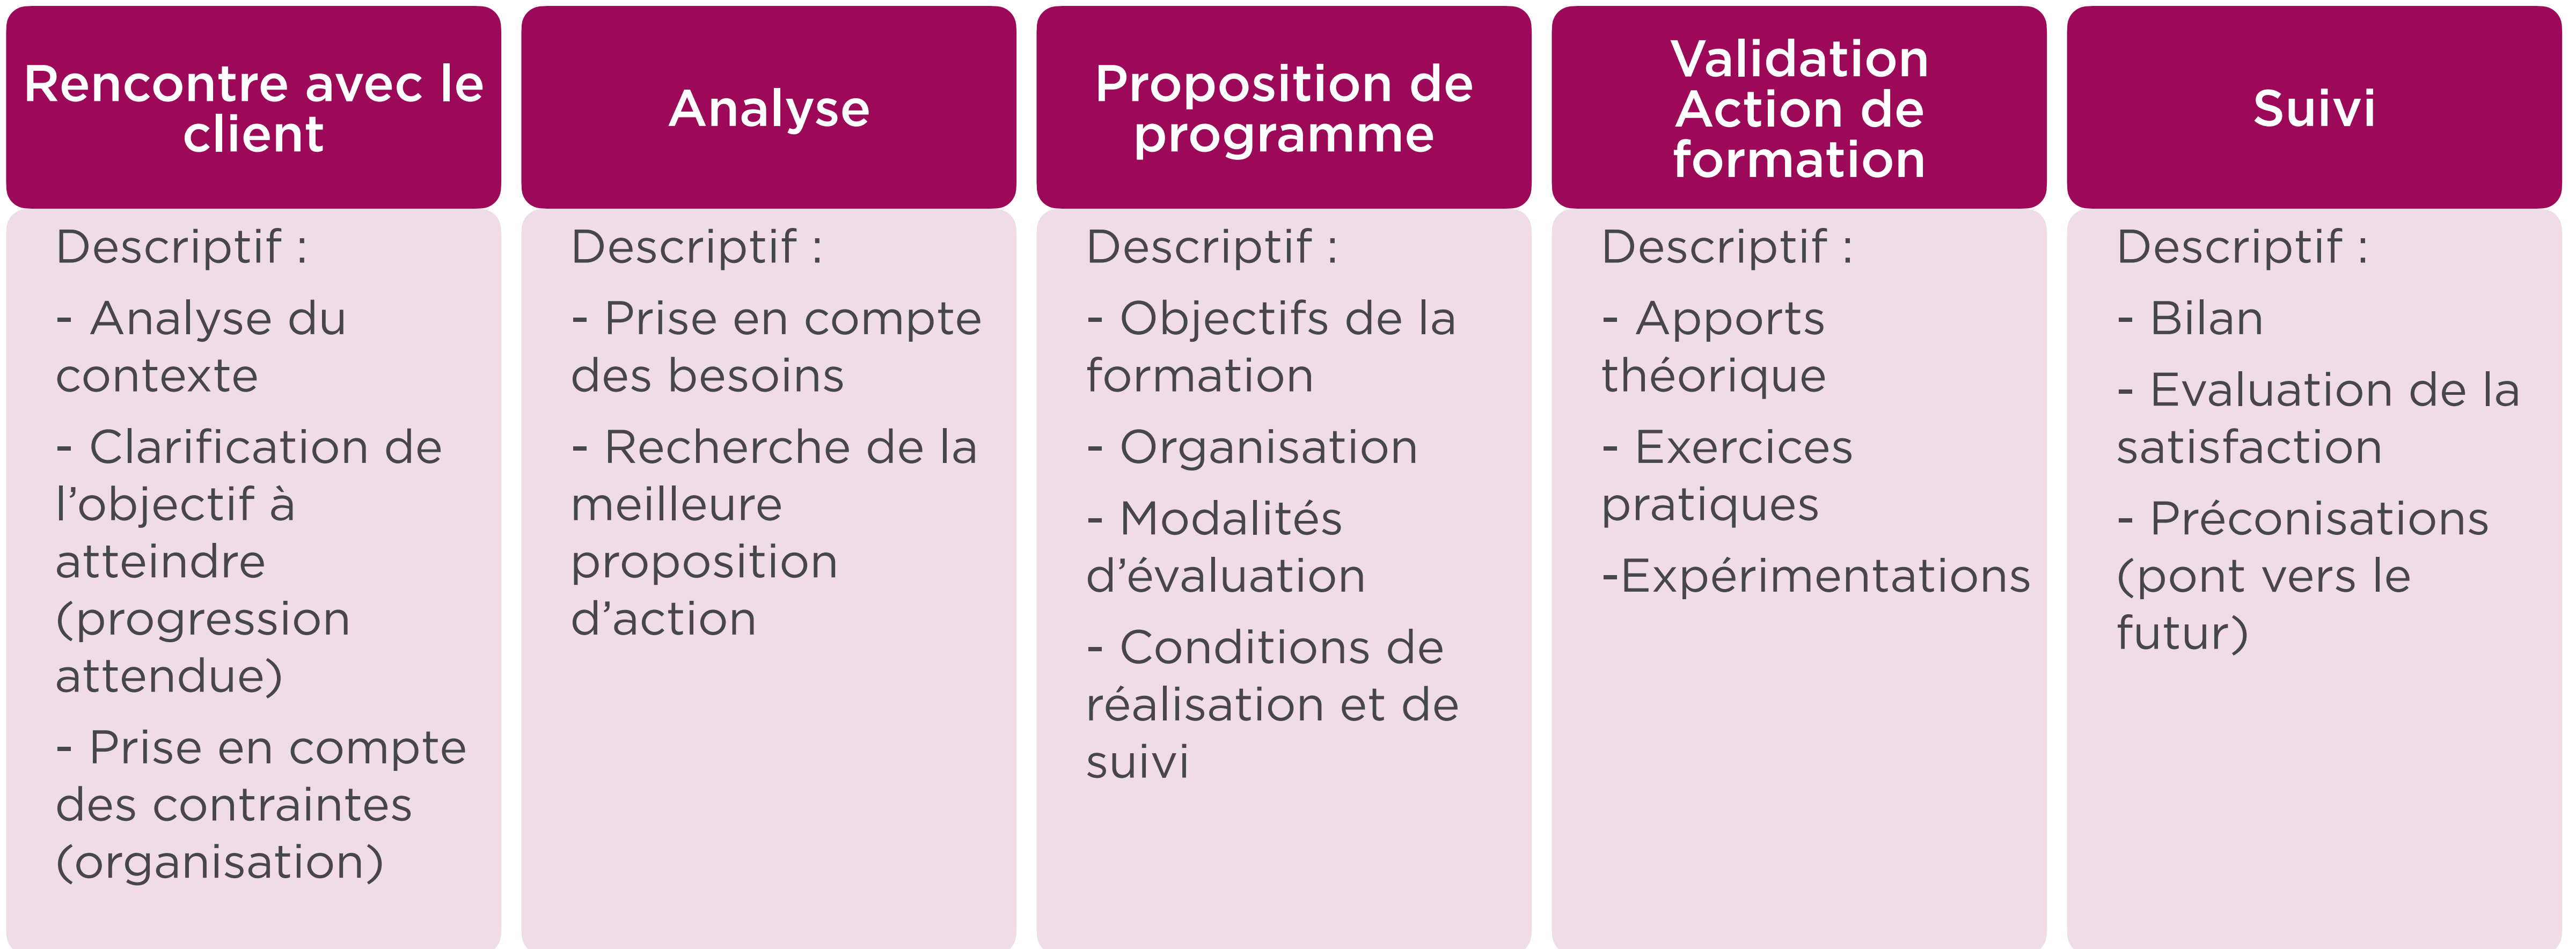 Rencontre avec le
client
Descriptif :
- Analyse du
contexte
- Clarification de
l’objectif à
atteindre
(progression
attendue)
- Prise en compte
des contraintes
(organisation)
Analyse
Descriptif :
- Prise en compte
des besoins
- Recherche de la
meilleure
proposition
d’action
Proposition de
programme
Descriptif :
- Objectifs de la
formation
- Organisation
- Modalités
d’évaluation
- Conditions de
réalisation et de
suivi
Validation
Action de
formation
Descriptif :
- Apports
théorique
- Exercices
pratiques
-Expérimentations
Suivi
Descriptif :
- Bilan
- Evaluation de la
satisfaction
- Préconisations
(pont vers le
futur)